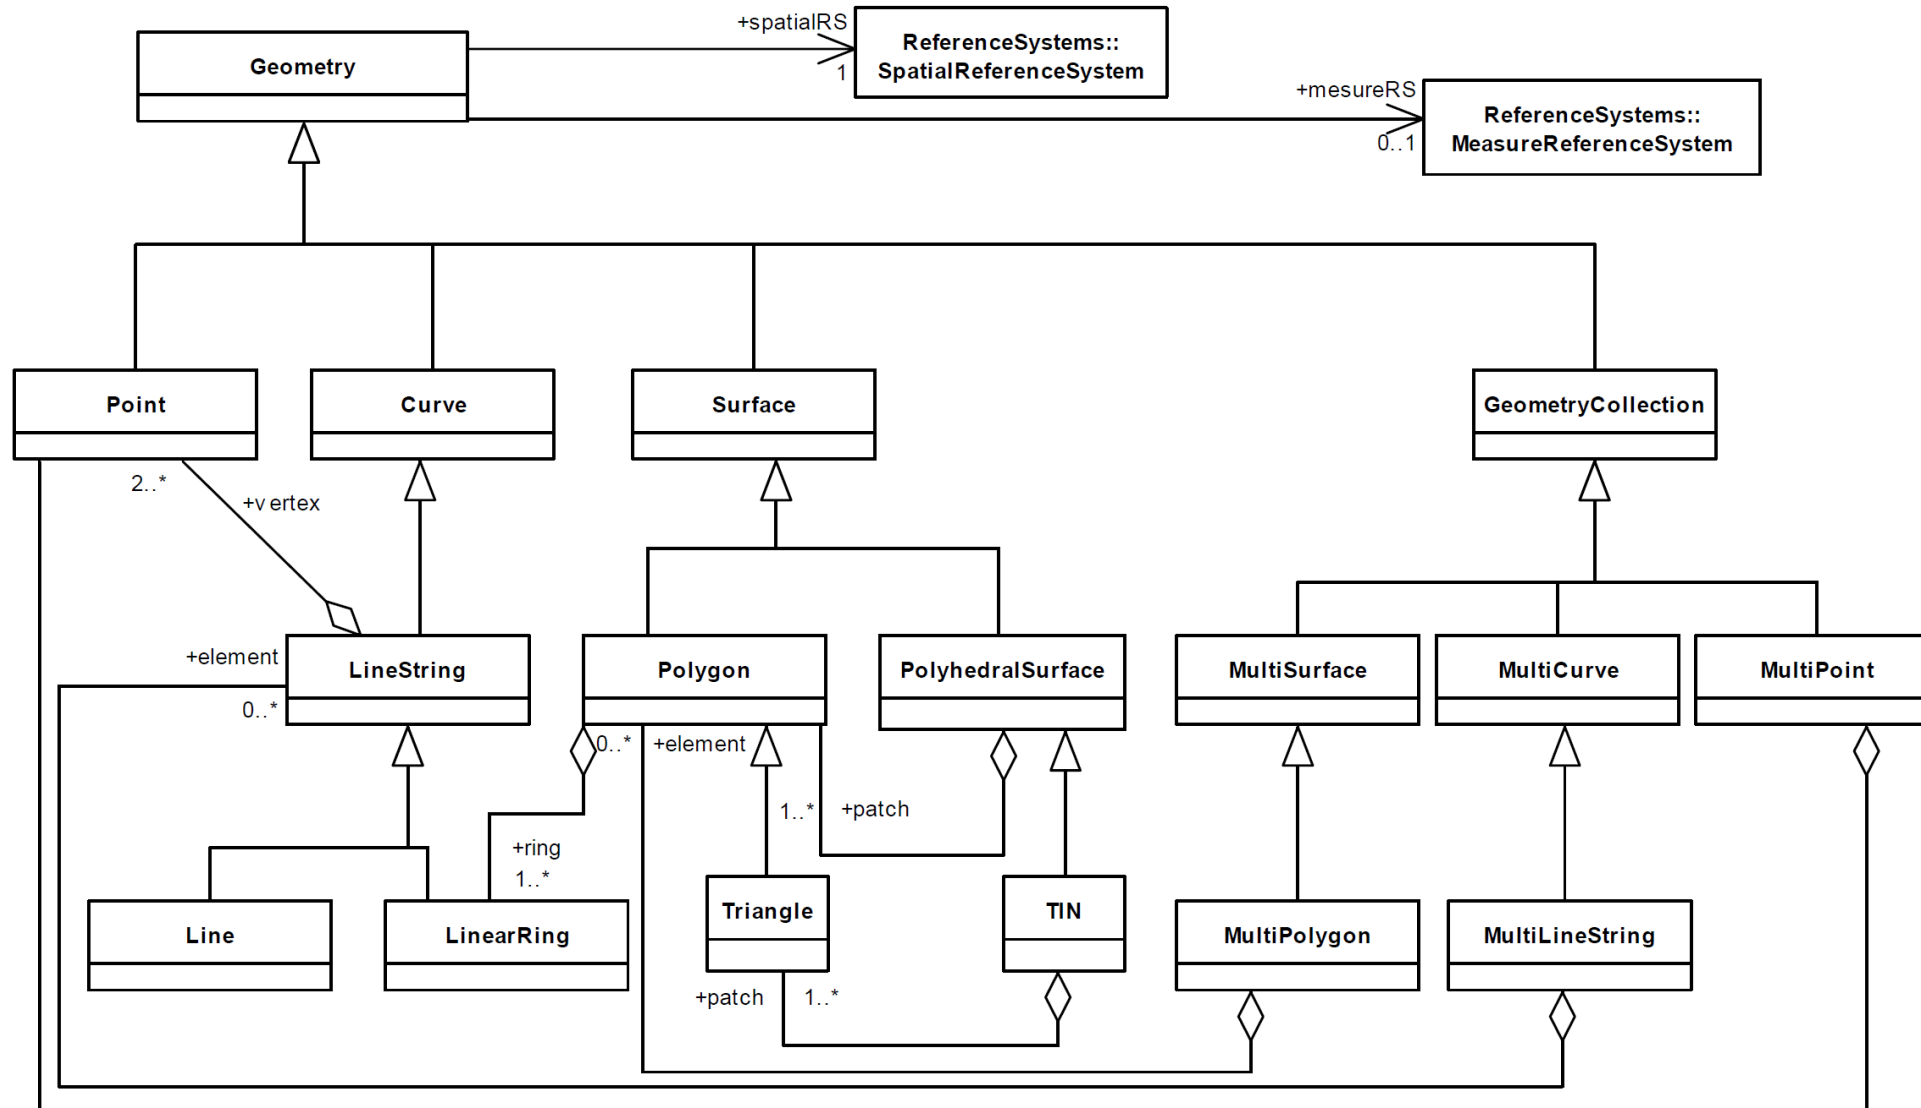 +spatialRS
ReferenceSystems::
SpatialReferenceSystem
1
Geometry
+mesureRS
ReferenceSystems::
MeasureReferenceSystem
0..1
Point
Curve
Surface
GeometryCollection
2..*
+vertex
+element
LineString
Polygon
PolyhedralSurface
MultiSurface
MultiCurve
MultiPoint
0..*
0..*
+element
1..*
+patch
+ring
1..*
Line
LinearRing
Triangle
TIN
MultiPolygon
MultiLineString
+patch
1..*